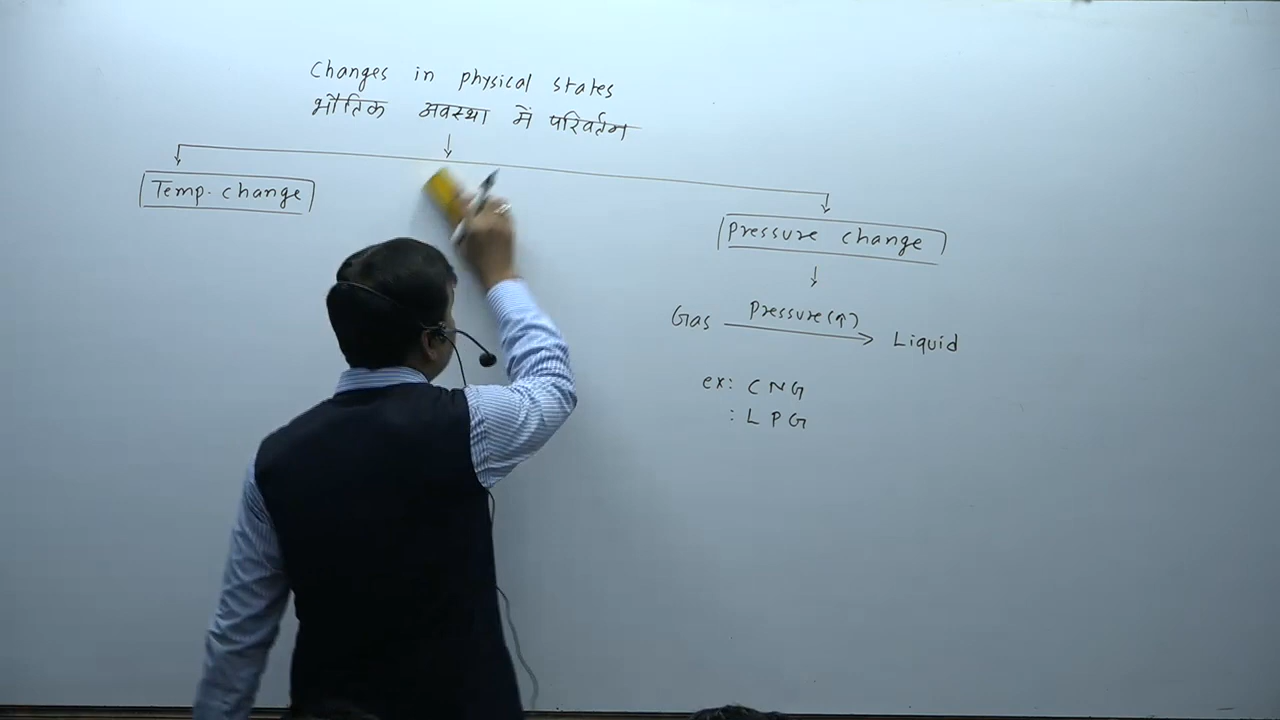 Changes in physical states
भौतिक अवस्था में परिवर्तन
Temp. change
Pressure change
Gas Pressure(↑) Liquid
ex: CNG
: LPG